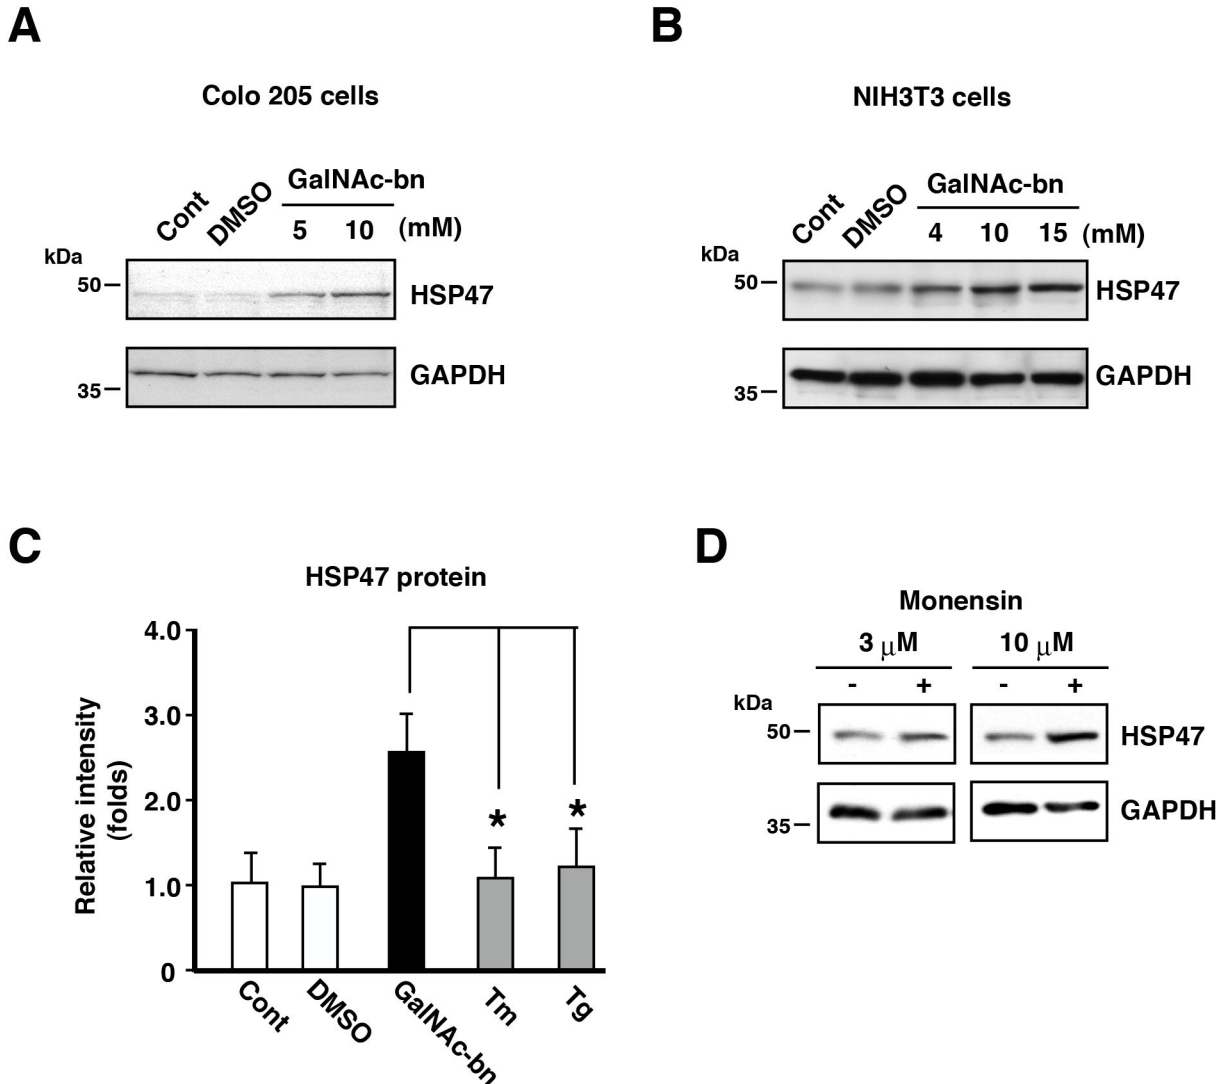 A
Colo 205 cells
Cont DMSO GalNAc-bn
5 10 (mM)
kDa
50
HSP47
35
GAPDH
B
NIH3T3 cells
Cont DMSO GalNAc-bn
4 10 15 (mM)
kDa
50
HSP47
35
GAPDH
C
HSP47 protein
Relative intensity
(folds)
4.0
3.0
2.0
1.0
0
* *
Cont DMSO GalNAc-bn Tm Tg
D
Monensin
3 μM 10 μM
- + - +
kDa
50
HSP47
35
GAPDH